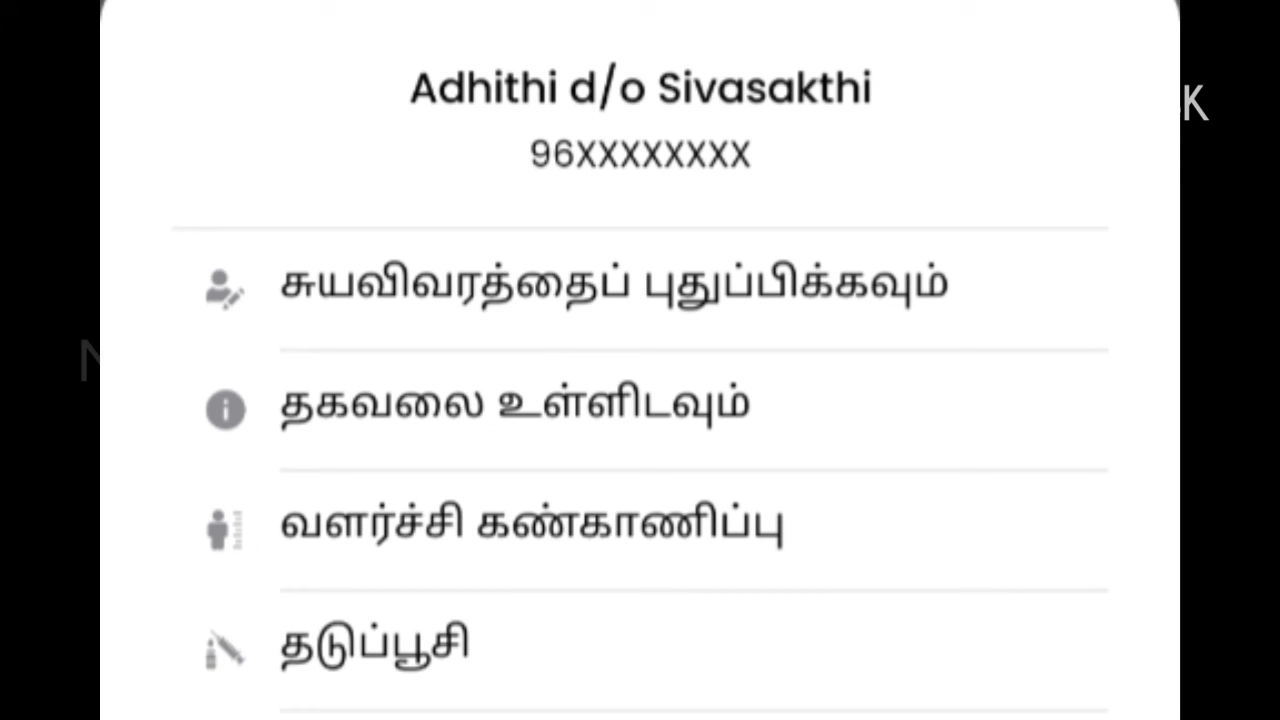 Adhithi d/o Sivasakthi
96XXXXXXXX
சுயவிவரத்தைப் புதுப்பிக்கவும்
தகவலை உள்ளிடவும்
வளர்ச்சி கண்காணிப்பு
தடுப்பூசி